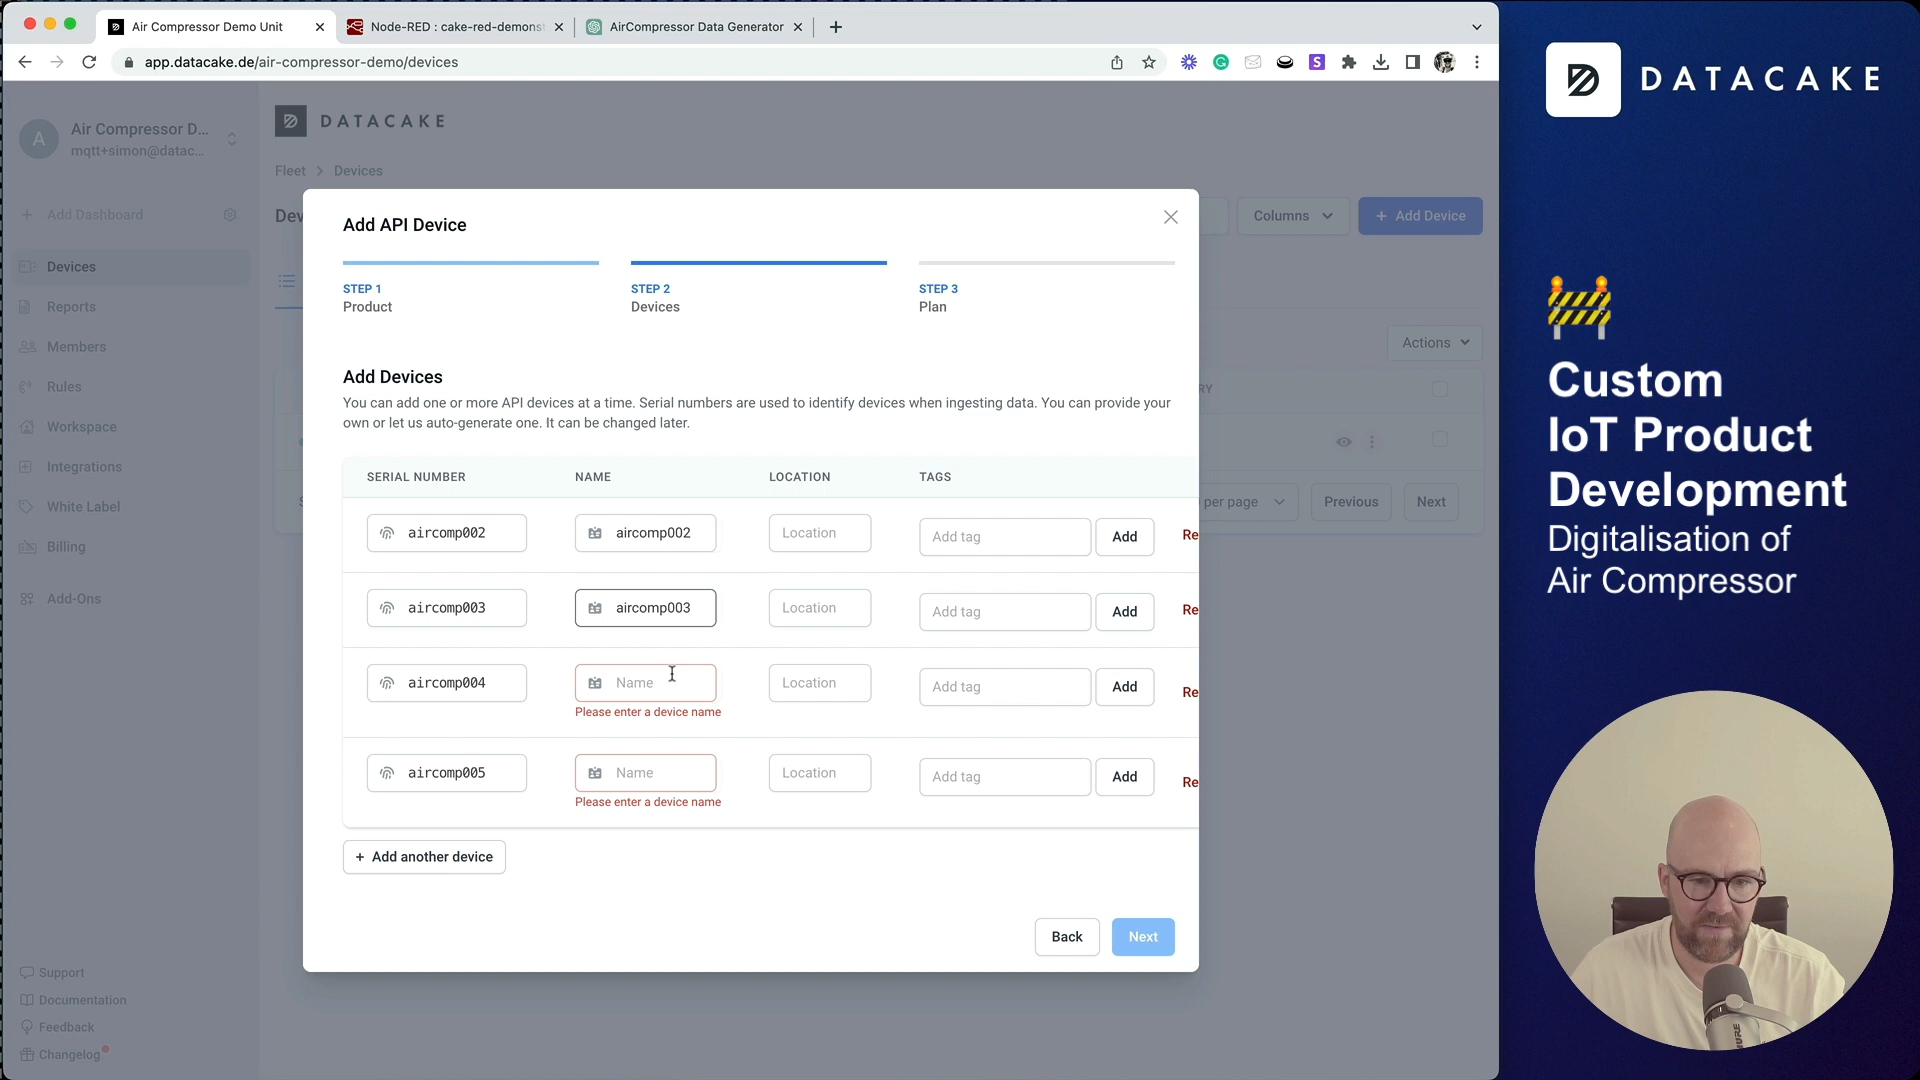 Air Compressor Demo Unit
Node-RED : cake-red-demonst
AirCompressor Data Generator
app.datacake.de/air-compressor-demo/devices
A
Air Compressor D...
mqtt+simon@datac...
Add Dashboard
Devices
Reports
Members
Rules
Workspace
Integrations
White Label
Billing
Add-Ons
Support
Documentation
Feedback
Changelog
DATACAKE
Fleet > Devices
Dev
Columns
+ Add Device
Actions
RY
per page
Previous
Next
Add API Device
STEP 1
Product
STEP 2
Devices
STEP 3
Plan
Add Devices
You can add one or more API devices at a time. Serial numbers are used to identify devices when ingesting data. You can provide your
own or let us auto-generate one. It can be changed later.
SERIAL NUMBER NAME LOCATION TAGS
aircomp002 aircomp002 Location Add tag Add Re
aircomp003 aircomp003 Location Add tag Add Re
aircomp004 Name Location Add tag Add Re
Please enter a device name
aircomp005 Name Location Add tag Add Re
Please enter a device name
+ Add another device
Back
Next
DATACAKE
Custom
IoT Product
Development
Digitalisation of
Air Compressor
SHURE